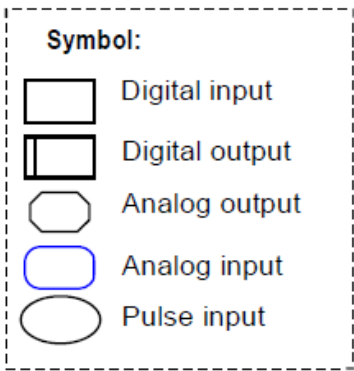 Symbol:
Digital input
Digital output
Analog output
Analog input
Pulse input